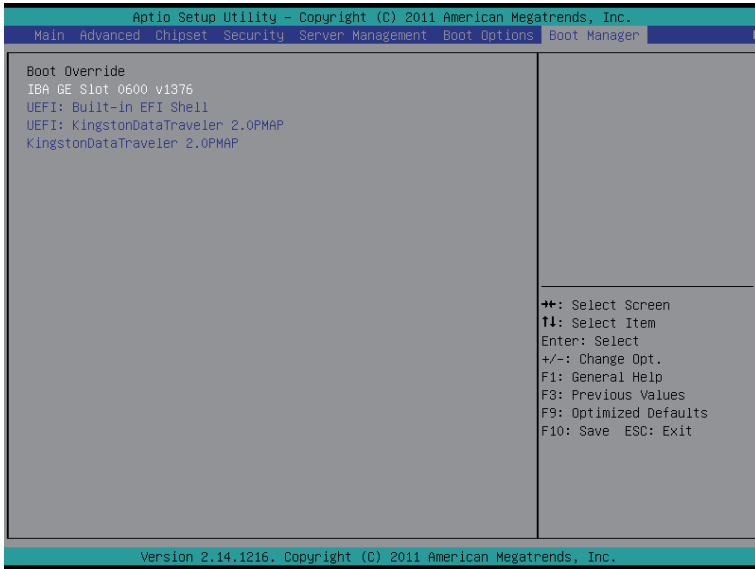 Aptio Setup Utility – Copyright (C) 2011 American Megatrends, Inc.
Main Advanced Chipset Security Server Management Boot Options Boot Manager
Boot Override
IBA GE Slot 0600 v1376
UEFI: Built-in EFI Shell
UEFI: KingstonDataTraveler 2.0PMAP
KingstonDataTraveler 2.0PMAP
→←: Select Screen
↑↓: Select Item
Enter: Select
+/-: Change Opt.
F1: General Help
F3: Previous Values
F9: Optimized Defaults
F10: Save ESC: Exit
Version 2.14.1216. Copyright (C) 2011 American Megatrends, Inc.